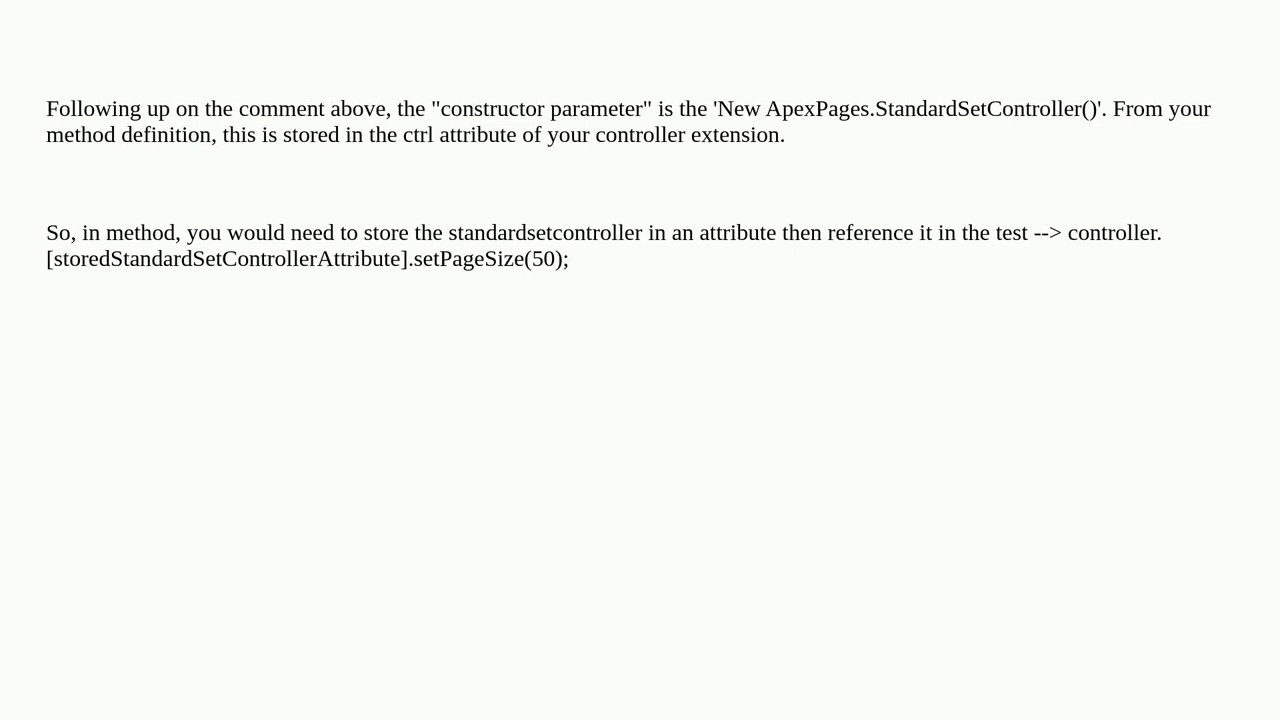 Following up on the comment above, the "constructor parameter" is the 'New ApexPages.StandardSetController()'. From your
method definition, this is stored in the ctrl attribute of your controller extension.
So, in method, you would need to store the standardsetcontroller in an attribute then reference it in the test --> controller.
[storedStandardSetControllerAttribute].setPageSize(50);